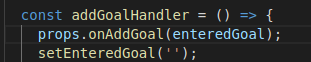 const addGoalHandler = () => {
props.onAddGoal(enteredGoal);
setEnteredGoal('');